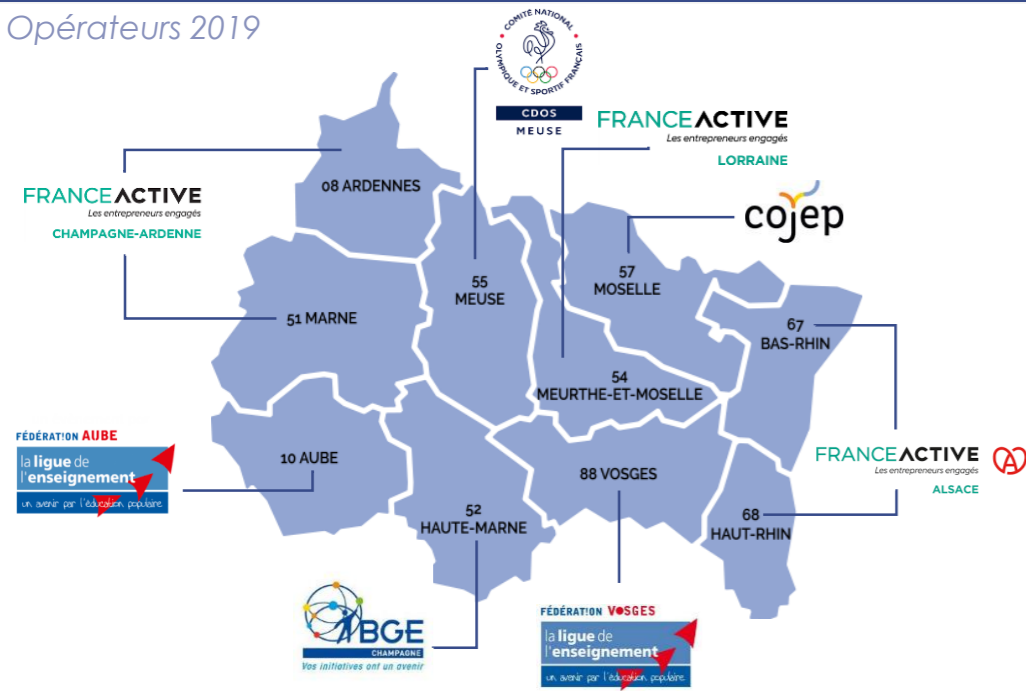 Opérateurs 2019
COMITÉ NATIONAL
OLYMPIQUE ET SPORTIF FRANÇAIS
CDOS
MEUSE
FRANCEACTIVE
Les entrepreneurs engagés
LORRAINE
08 ARDENNES
FRANCEACTIVE
Les entrepreneurs engagés
CHAMPAGNE-ARDENNE
cojep
57
MOSELLE
55
MEUSE
51 MARNE
67
BAS-RHIN
54
MEURTHE-ET-MOSELLE
FÉDÉRAT!ON AUBE
la ligue de
l'enseignement
un avenir par l'éducation populaire
10 AUBE
88 VOSGES
FRANCEACTIVE
Les entrepreneurs engagés
ALSACE
52
HAUTE-MARNE
68
HAUT-RHIN
BGE
CHAMPAGNE
Vos initiatives ont un avenir
FÉDÉRAT!ON VOSGES
la ligue de
l'enseignement
un avenir par l'éducation populaire